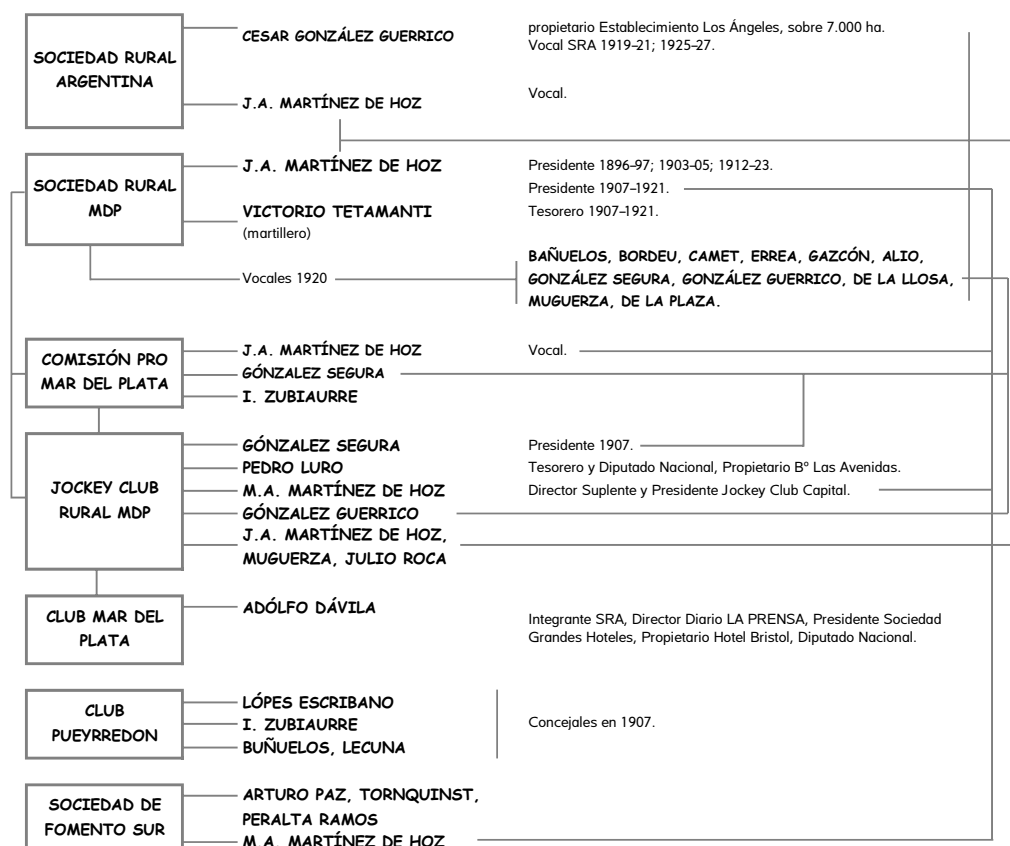 SOCIEDAD RURAL
ARGENTINA
CESAR GONZÁLEZ GUERRICO
propietario Establecimiento Los Ángeles, sobre 7.000 ha.
Vocal SRA 1919-21; 1925-27.
J.A. MARTÍNEZ DE HOZ
Vocal.
SOCIEDAD RURAL
MDP
J.A. MARTÍNEZ DE HOZ
Presidente 1896-97; 1903-05; 1912-23.
Presidente 1907-1921.
VICTORIO TETAMANTI
(martillero)
Tesorero 1907-1921.
Vocales 1920
BAÑUELOS, BORDEU, CAMET, ERREA, GAZCÓN, ALIO,
GONZÁLEZ SEGURA, GONZÁLEZ GUERRICO, DE LA LLOSA,
MUGUERZA, DE LA PLAZA.
COMISIÓN PRO
MAR DEL PLATA
J.A. MARTÍNEZ DE HOZ
Vocal.
GÓNZALEZ SEGURA
I. ZUBIAURRE
JOCKEY CLUB
RURAL MDP
GÓNZALEZ SEGURA
Presidente 1907.
PEDRO LURO
Tesorero y Diputado Nacional, Propietario Bº Las Avenidas.
M.A. MARTÍNEZ DE HOZ
Director Suplente y Presidente Jockey Club Capital.
GÓNZALEZ GUERRICO
J.A. MARTÍNEZ DE HOZ,
MUGUERZA, JULIO ROCA
CLUB MAR DEL
PLATA
ADÓLFO DÁVILA
Integrante SRA, Director Diario LA PRENSA, Presidente Sociedad
Grandes Hoteles, Propietario Hotel Bristol, Diputado Nacional.
CLUB
PUEYRREDON
LÓPES ESCRIBANO
I. ZUBIAURRE
BUÑUELOS, LECUNA
Concejales en 1907.
SOCIEDAD DE
FOMENTO SUR
ARTURO PAZ, TORNQUINST,
PERALTA RAMOS
M.A. MARTÍNEZ DE HOZ